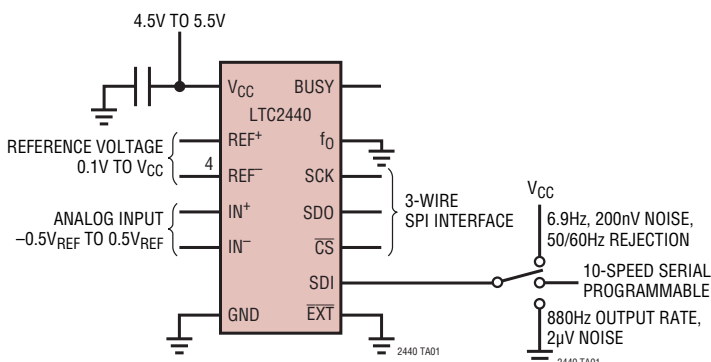 4.5V TO 5.5V
VCC
BUSY
LTC2440
REFERENCE VOLTAGE
0.1V TO VCC
REF+
fO
4
REF–
SCK
3-WIRE
SPI INTERFACE
ANALOG INPUT
–0.5VREF TO 0.5VREF
IN+
SDO
IN–
CS
SDI
GND
EXT
VCC
6.9Hz, 200nV NOISE,
50/60Hz REJECTION
10-SPEED SERIAL
PROGRAMMABLE
880Hz OUTPUT RATE,
2µV NOISE
2440 TA01
2440 TA01